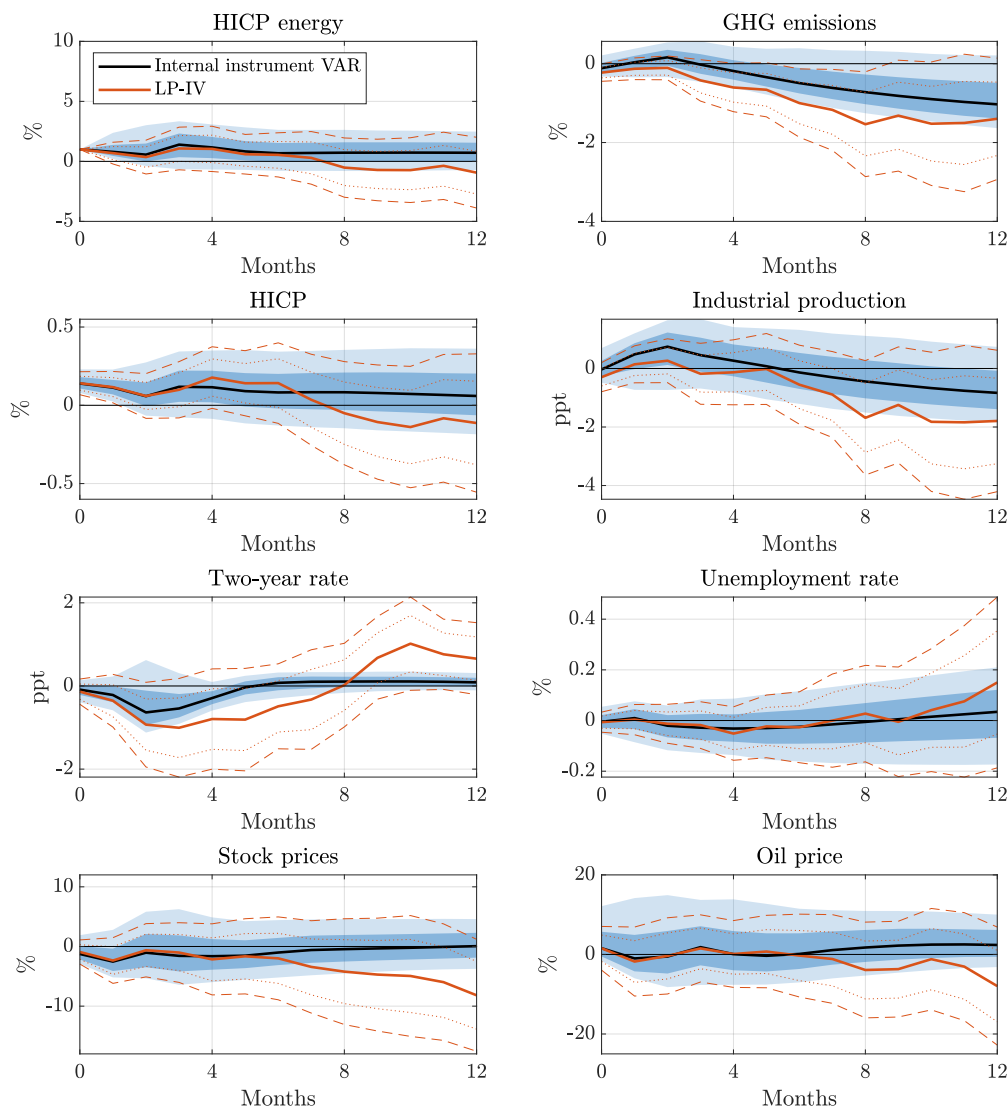 HICP energy
10
5
0
-5
%
Internal instrument VAR
LP-IV
0 4 8 12
Months
GHG emissions
0
-2
-4
%
0 4 8 12
Months
HICP
0.5
0
-0.5
%
0 4 8 12
Months
Industrial production
0
-2
-4
ppt
0 4 8 12
Months
Two-year rate
2
0
-2
ppt
0 4 8 12
Months
Unemployment rate
0.4
0.2
0
-0.2
%
0 4 8 12
Months
Stock prices
10
0
-10
%
0 4 8 12
Months
Oil price
20
0
-20
%
0 4 8 12
Months